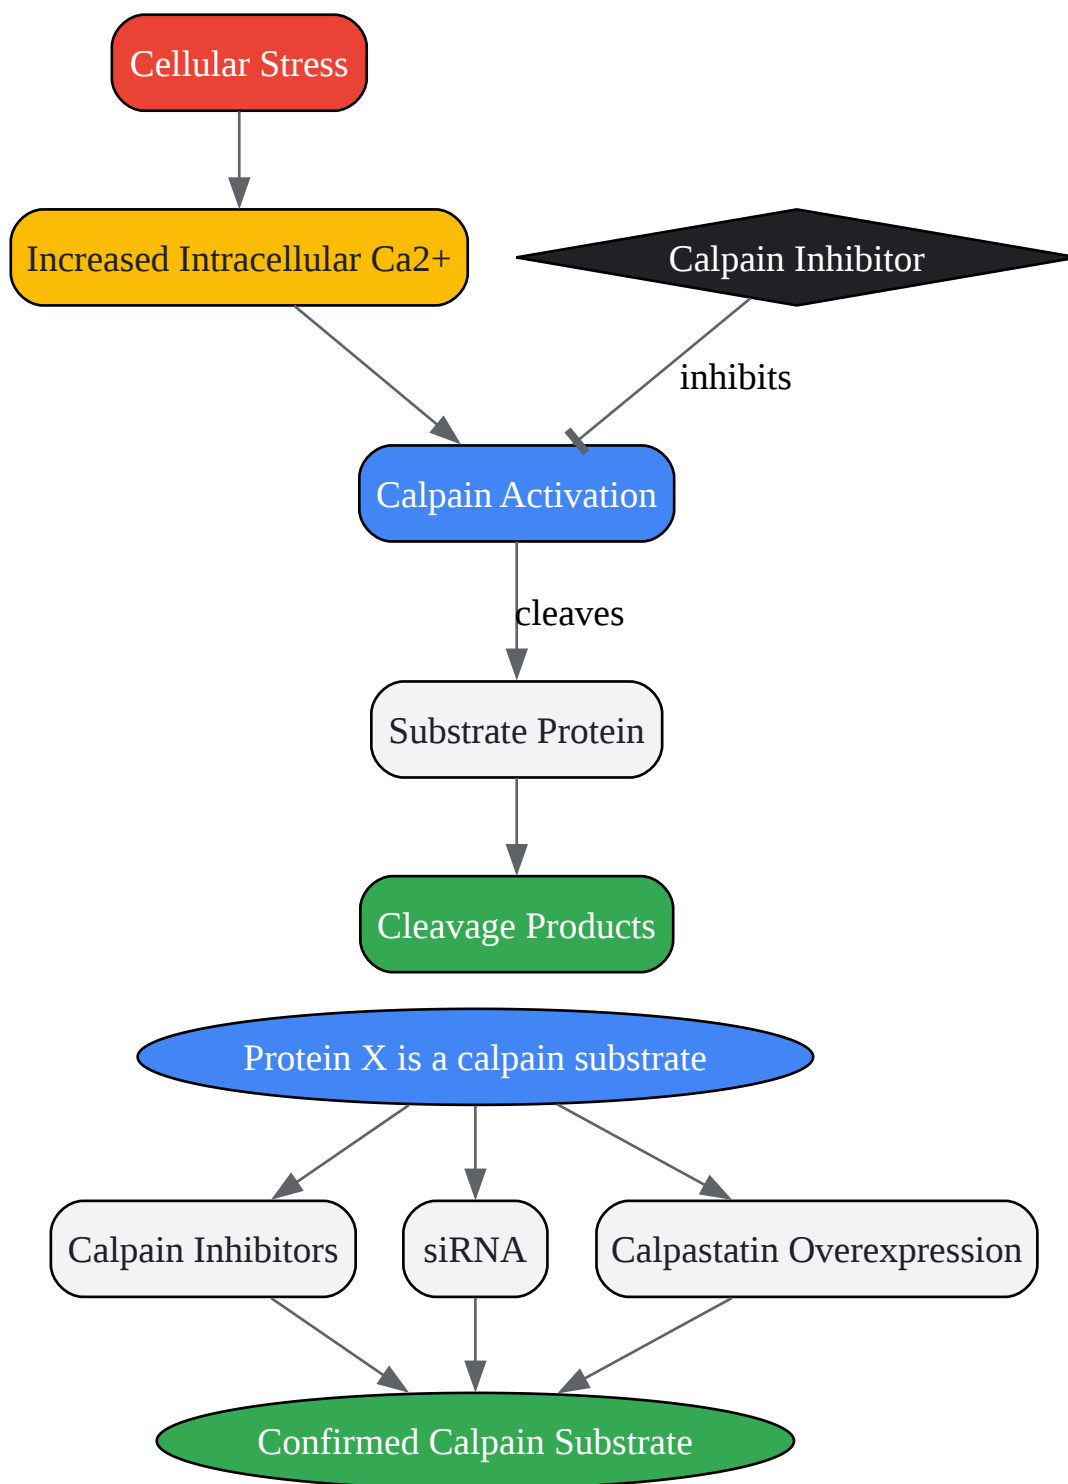 Cellular Stress
Increased Intracellular Ca2+
Calpain Inhibitor
inhibits
Calpain Activation
cleaves
Substrate Protein
Cleavage Products
Protein X is a calpain substrate
Calpain Inhibitors
siRNA
Calpastatin Overexpression
Confirmed Calpain Substrate